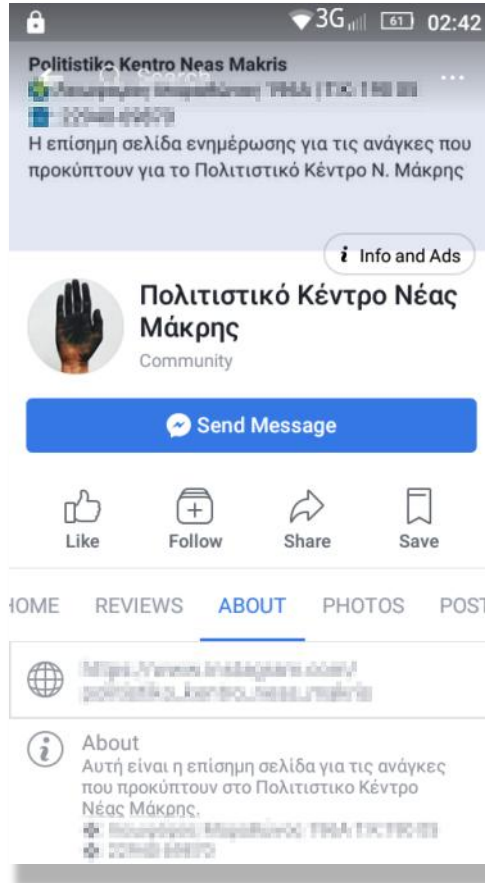 3G 61 02:42
Politistiko Kentro Neas Makris
Search
Η επίσημη σελίδα ενημέρωσης για τις ανάγκες που
προκύπτουν για το Πολιτιστικό Κέντρο Ν. Μάκρης
i Info and Ads
Πολιτιστικό Κέντρο Νέας
Μάκρης
Community
Send Message
Like Follow Share Save
HOME REVIEWS ABOUT PHOTOS POST
About
Αυτή είναι η επίσημη σελίδα για τις ανάγκες
που προκύπτουν στο Πολιτιστικο Κέντρο
Νέας Μάκρης.